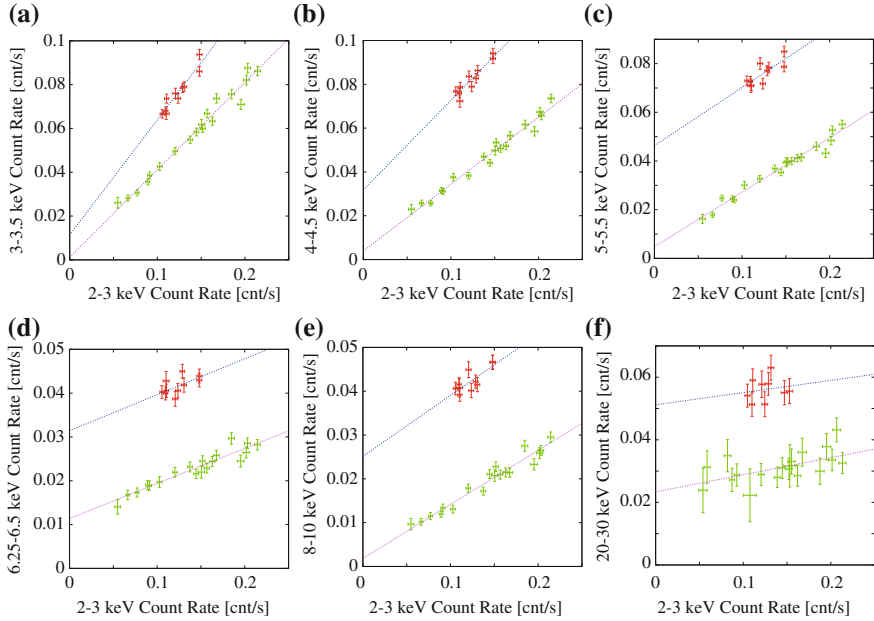 (a)
0.1
0.08
0.06
0.04
0.02
0
3-3.5 keV Count Rate [cnt/s]
0 0.1 0.2
2-3 keV Count Rate [cnt/s]
(b)
0.1
0.08
0.06
0.04
0.02
0
4-4.5 keV Count Rate [cnt/s]
0 0.1 0.2
2-3 keV Count Rate [cnt/s]
(c)
0.08
0.06
0.04
0.02
0
5-5.5 keV Count Rate [cnt/s]
0 0.1 0.2
2-3 keV Count Rate [cnt/s]
(d)
0.05
0.04
0.03
0.02
0.01
0
6.25-6.5 keV Count Rate [cnt/s]
0 0.1 0.2
2-3 keV Count Rate [cnt/s]
(e)
0.05
0.04
0.03
0.02
0.01
0
8-10 keV Count Rate [cnt/s]
0 0.1 0.2
2-3 keV Count Rate [cnt/s]
(f)
0.06
0.04
0.02
0
20-30 keV Count Rate [cnt/s]
0 0.1 0.2
2-3 keV Count Rate [cnt/s]